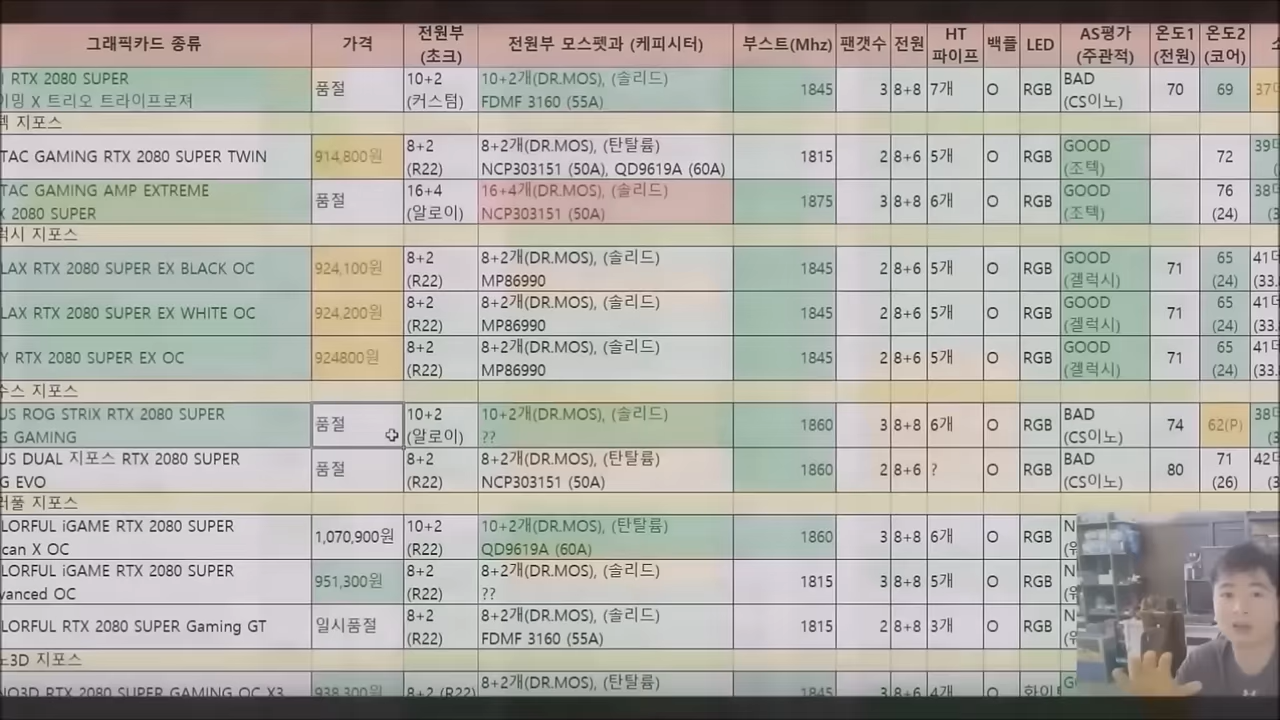 그래픽카드 종류 가격 전원부 (초크) 전원부 모스펫과 (케피시터) 부스트(Mhz) 팬갯수 전원 HT 파이프 백플 LED AS평가 (주관적) 온도1 (전원) 온도2 (코어)
RTX 2080 SUPER 품절 10+2 10+2개(DR.MOS), (솔리드) 1845 3 8+8 7개 O RGB BAD 70 69
X 트리오 트라이프로져 (커스텀) FDMF 3160 (55A) (CS이노)
지포스
TAC GAMING RTX 2080 SUPER TWIN 914,800원 8+2 8+2개(DR.MOS), (탄탈륨) 1815 2 8+6 5개 O RGB GOOD 72
(R22) NCP303151 (50A), QD9619A (60A) (조텍)
TAC GAMING AMP EXTREME 품절 16+4 16+4개(DR.MOS), (솔리드) 1875 3 8+8 6개 O RGB GOOD 76
2080 SUPER (알로이) NCP303151 (50A) (조텍) (24)
럭시 지포스
LAX RTX 2080 SUPER EX BLACK OC 924,100원 8+2 8+2개(DR.MOS), (솔리드) 1845 2 8+6 5개 O RGB GOOD 71 65
(R22) MP86990 (겔럭시) (24)
LAX RTX 2080 SUPER EX WHITE OC 924,200원 8+2 8+2개(DR.MOS), (솔리드) 1845 2 8+6 5개 O RGB GOOD 71 65
(R22) MP86990 (겔럭시) (24)
Y RTX 2080 SUPER EX OC 924800원 8+2 8+2개(DR.MOS), (솔리드) 1845 2 8+6 5개 O RGB GOOD 71 65
(R22) MP86990 (겔럭시) (24)
수스 지포스
US ROG STRIX RTX 2080 SUPER 품절 10+2 10+2개(DR.MOS), (솔리드) 1860 3 8+8 6개 O RGB BAD 74 62(P)
G GAMING (알로이) ?? (CS이노)
US DUAL 지포스 RTX 2080 SUPER 품절 8+2 8+2개(DR.MOS), (탄탈륨) 1860 2 8+6 ? O RGB BAD 80 71
G EVO (R22) NCP303151 (50A) (CS이노) (26)
러풀 지포스
LORFUL iGAME RTX 2080 SUPER 1,070,900원 10+2 10+2개(DR.MOS), (탄탈륨) 1860 3 8+8 6개 O RGB
can X OC (R22) QD9619A (60A)
LORFUL iGAME RTX 2080 SUPER 951,300원 8+2 8+2개(DR.MOS), (솔리드) 1815 3 8+8 5개 O RGB
vanced OC (R22) ??
LORFUL RTX 2080 SUPER Gaming GT 일시품절 8+2 8+2개(DR.MOS), (솔리드) 1815 2 8+8 3개 O RGB
(R22) FDMF 3160 (55A)
3D 지포스
NO3D RTX 2080 SUPER GAMING OC X3 938,300원 8+2 (R22) 8+2개(DR.MOS), (탄탈륨) 1845 3 8+6 4개 O